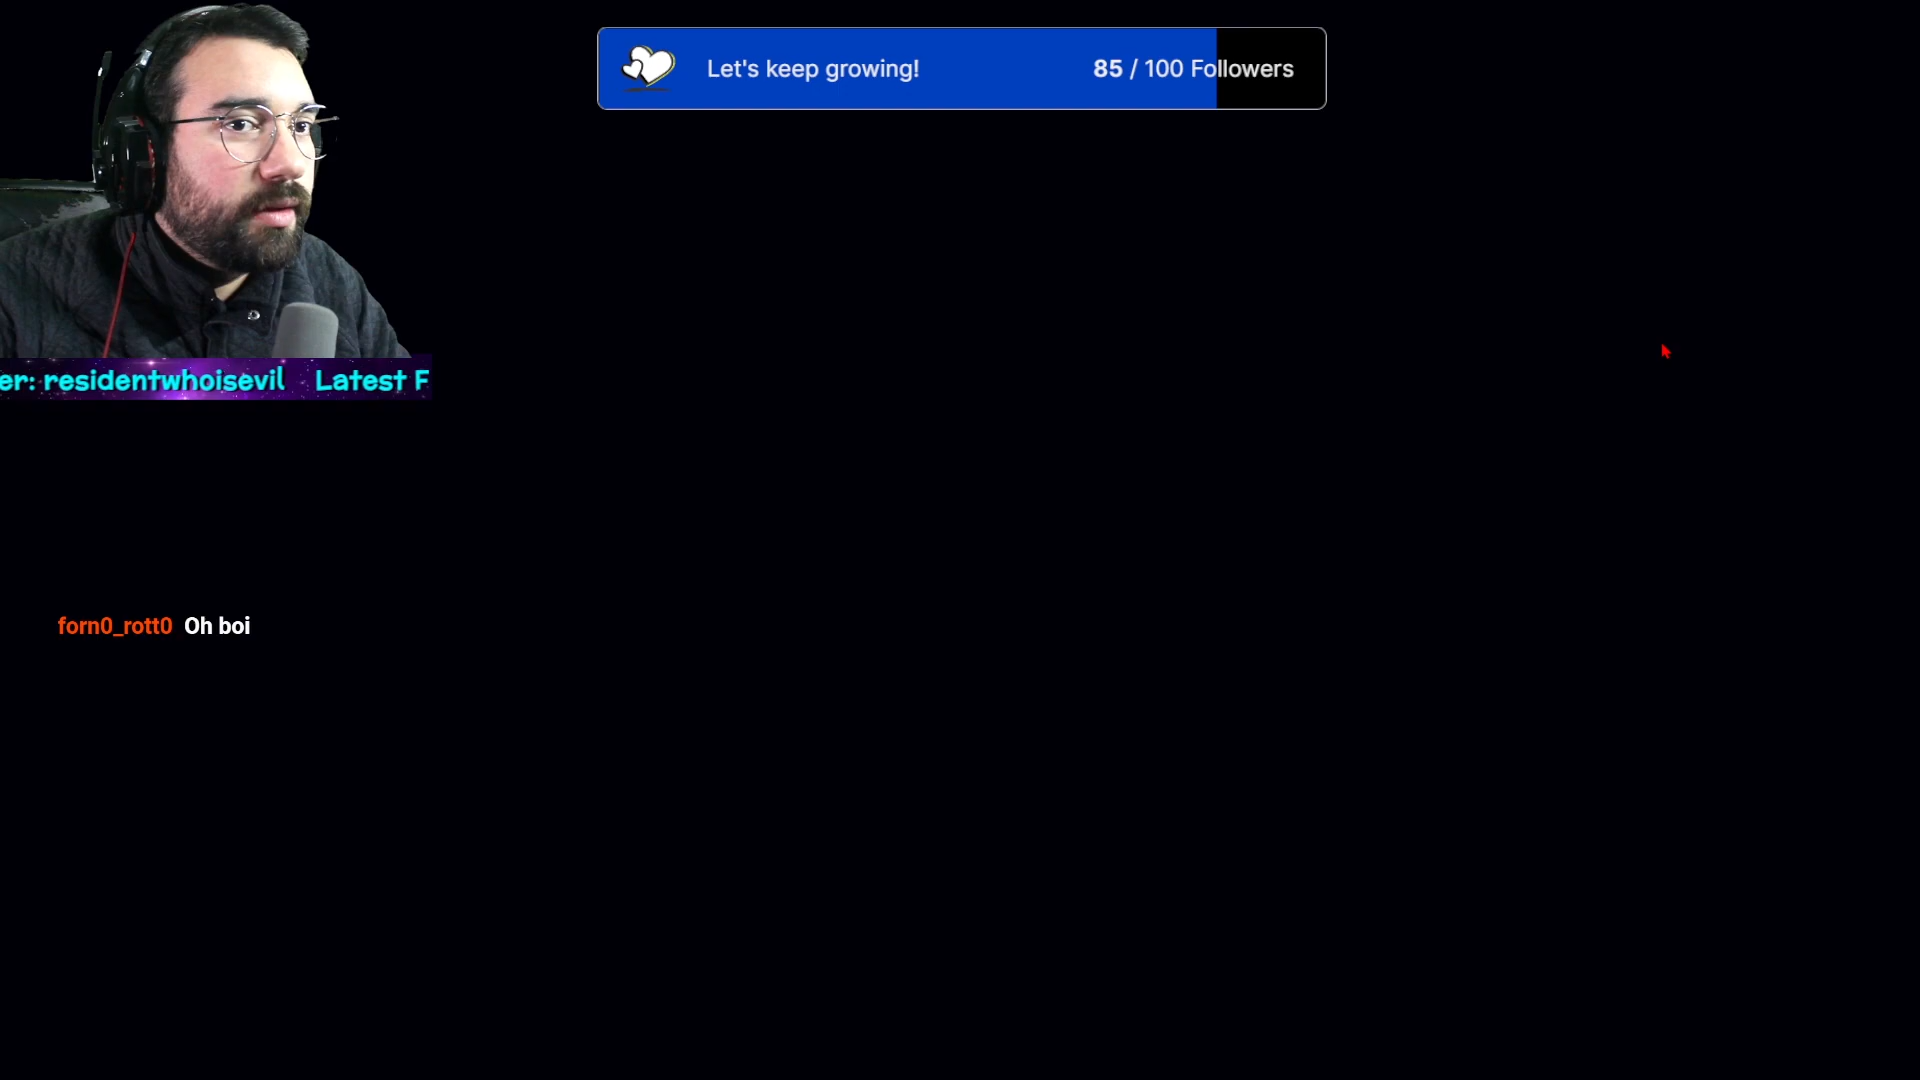 Let's keep growing! 85 / 100 Followers
er: residentwhoisevil Latest F
forn0_rott0 Oh boi